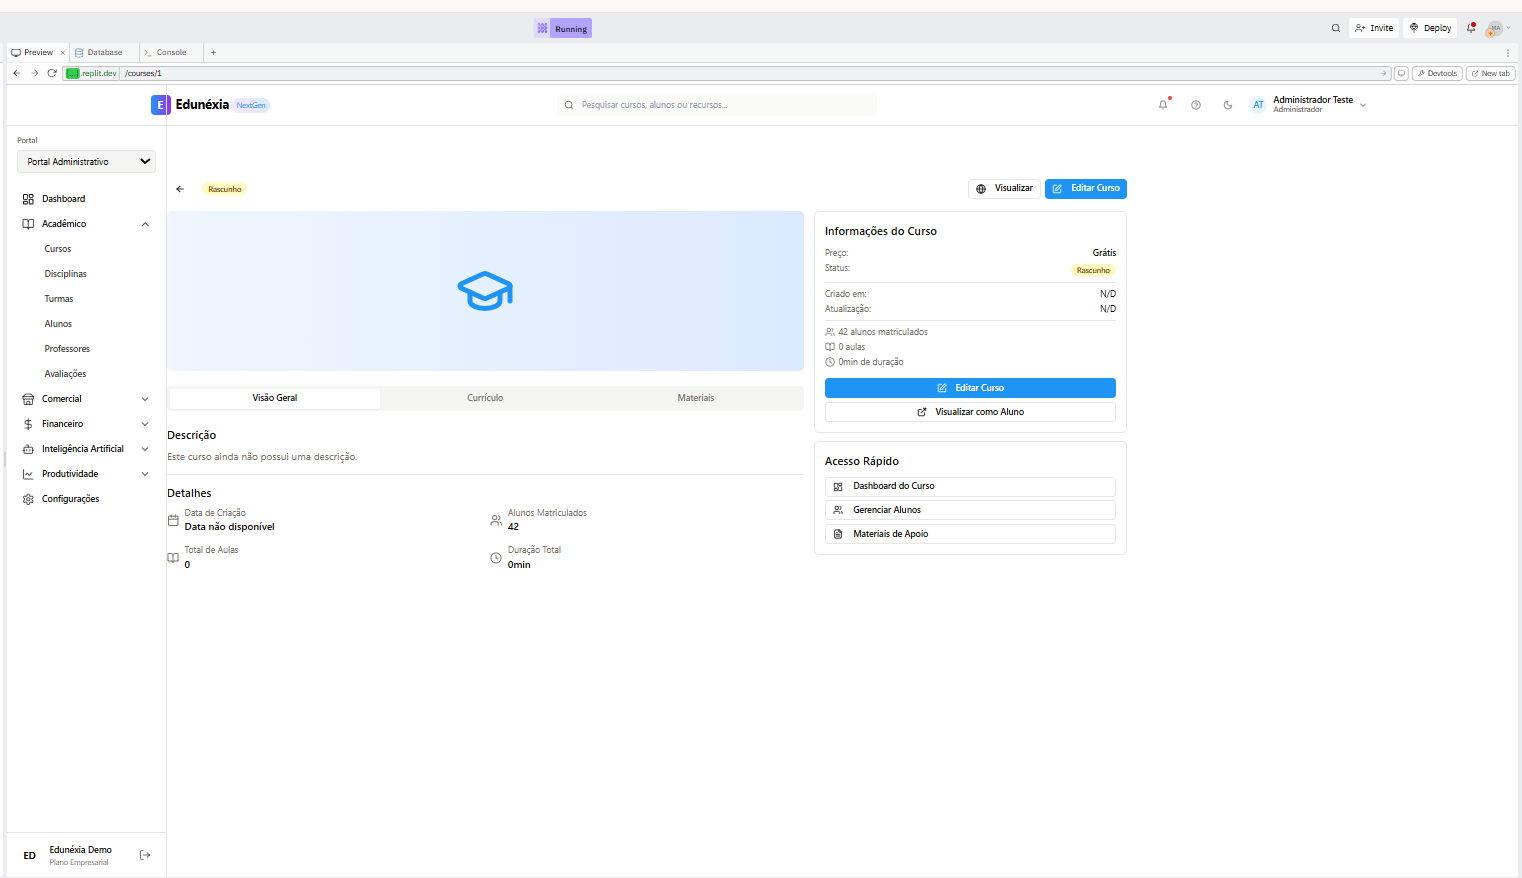 Running
Invite
Deploy
MA
Preview
Database
Console
.replit.dev
/courses/1
Devtools
New tab
E
Edunéxia
NextGen
Pesquisar cursos, alunos ou recursos...
AT
Administrador Teste
Administrador
Portal
Portal Administrativo
Dashboard
Acadêmico
Cursos
Disciplinas
Turmas
Alunos
Professores
Avaliações
Comercial
Financeiro
Inteligência Artificial
Produtividade
Configurações
ED
Edunéxia Demo
Plano Empresarial
Rascunho
Visualizar
Editar Curso
Visão Geral
Currículo
Materiais
Descrição
Este curso ainda não possui uma descrição.
Detalhes
Data de Criação
Data não disponível
Alunos Matriculados
42
Total de Aulas
0
Duração Total
0min
Informações do Curso
Preço:
Grátis
Status:
Rascunho
Criado em:
N/D
Atualização:
N/D
42 alunos matriculados
0 aulas
0min de duração
Editar Curso
Visualizar como Aluno
Acesso Rápido
Dashboard do Curso
Gerenciar Alunos
Materiais de Apoio